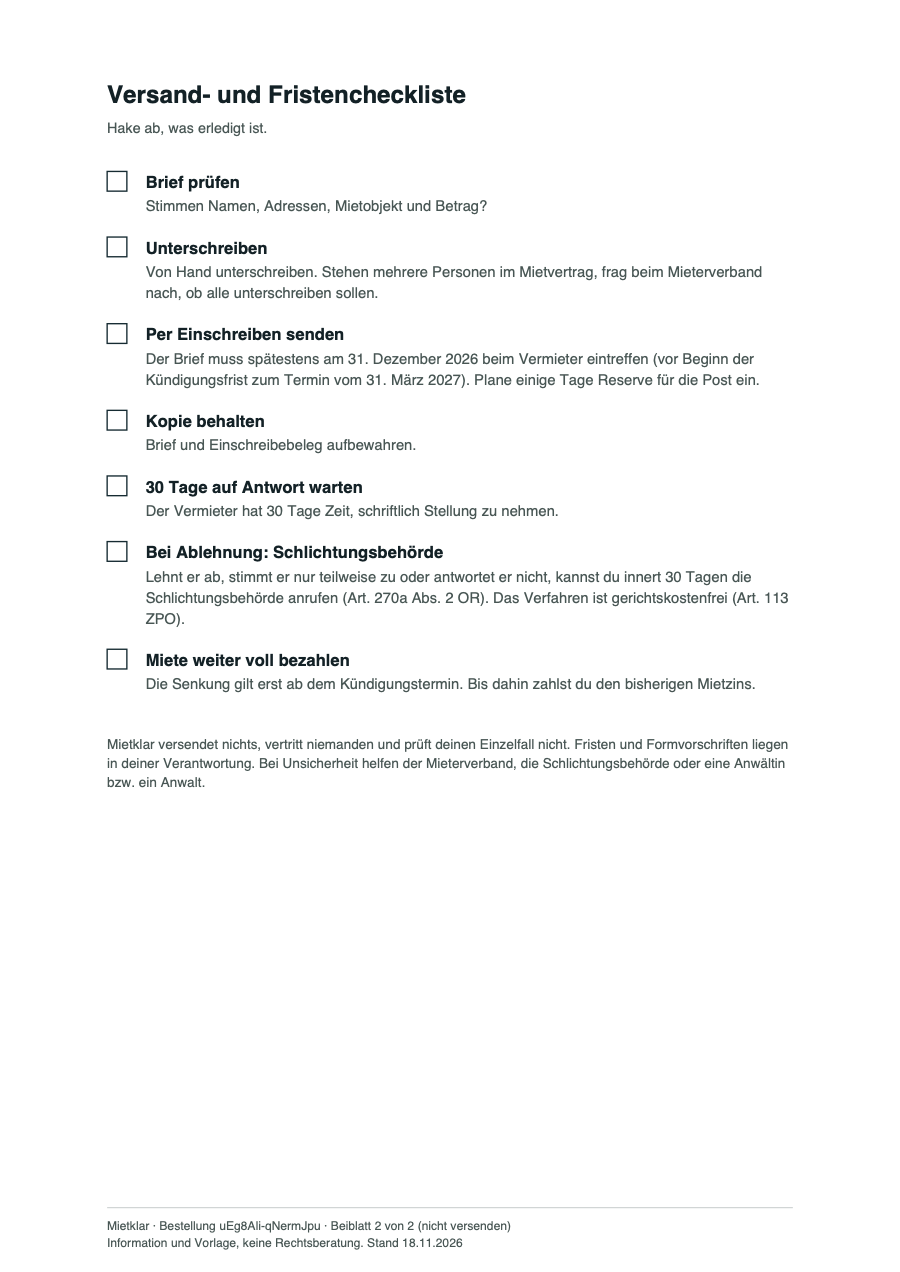 Versand- und Fristencheckliste
Hake ab, was erledigt ist.
Brief prüfen
Stimmen Namen, Adressen, Mietobjekt und Betrag?
Unterschreiben
Von Hand unterschreiben. Stehen mehrere Personen im Mietvertrag, frag beim Mieterverband
nach, ob alle unterschreiben sollen.
Per Einschreiben senden
Der Brief muss spätestens am 31. Dezember 2026 beim Vermieter eintreffen (vor Beginn der
Kündigungsfrist zum Termin vom 31. März 2027). Plane einige Tage Reserve für die Post ein.
Kopie behalten
Brief und Einschreibebeleg aufbewahren.
30 Tage auf Antwort warten
Der Vermieter hat 30 Tage Zeit, schriftlich Stellung zu nehmen.
Bei Ablehnung: Schlichtungsbehörde
Lehnt er ab, stimmt er nur teilweise zu oder antwortet er nicht, kannst du innert 30 Tagen die
Schlichtungsbehörde anrufen (Art. 270a Abs. 2 OR). Das Verfahren ist gerichtskostenfrei (Art. 113
ZPO).
Miete weiter voll bezahlen
Die Senkung gilt erst ab dem Kündigungstermin. Bis dahin zahlst du den bisherigen Mietzins.
Mietklar versendet nichts, vertritt niemanden und prüft deinen Einzelfall nicht. Fristen und Formvorschriften liegen
in deiner Verantwortung. Bei Unsicherheit helfen der Mieterverband, die Schlichtungsbehörde oder eine Anwältin
bzw. ein Anwalt.
Mietklar · Bestellung uEg8Ali-qNermJpu · Beiblatt 2 von 2 (nicht versenden)
Information und Vorlage, keine Rechtsberatung. Stand 18.11.2026